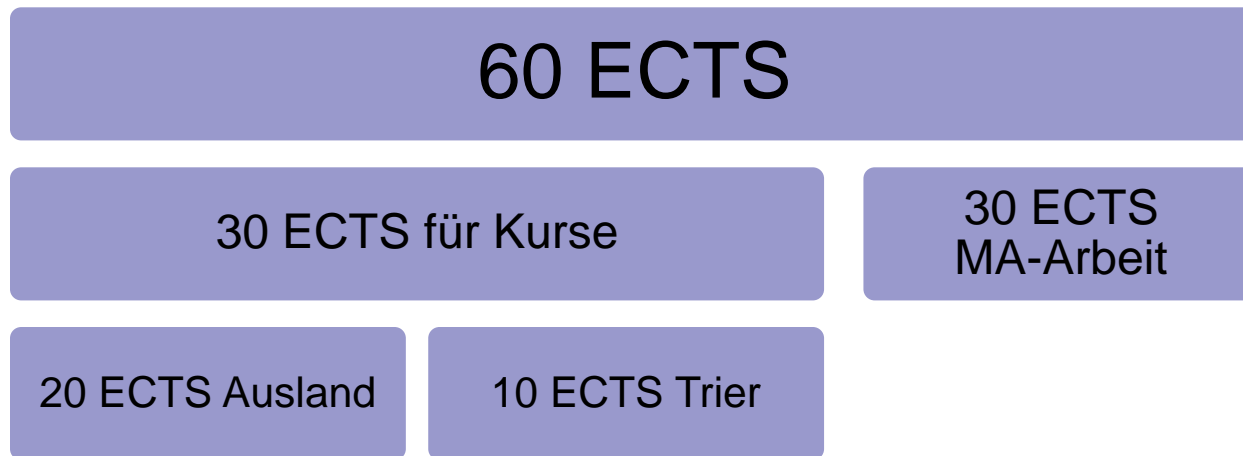 60 ECTS
30 ECTS für Kurse
30 ECTS
MA-Arbeit
20 ECTS Ausland
10 ECTS Trier